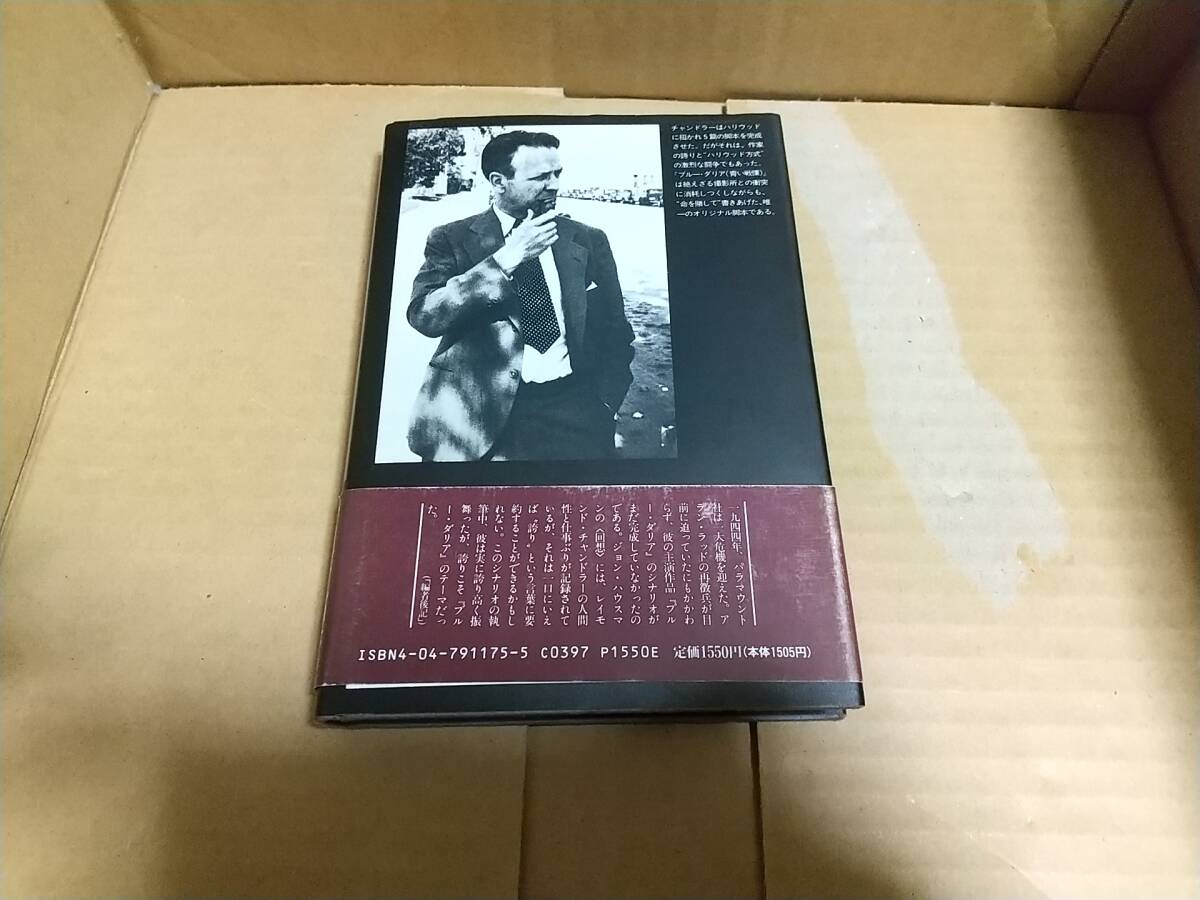 チャンドラーはハリウッド
に招かれ5篇の脚本を完成
させた。だがそれは、作家
の誇りと"ハリウッド方式"
の激烈な闘争でもあった。
「ブルー・ダリア(青い戦慄)」
は絶えざる撮影所との衝突
に消耗しつくしながらも、
"命を賭して"書きあげた、唯
一のオリジナル脚本である。
一九四四年、パラマウント
社は一大危機を迎えた。ア
ラン・ラッドの再徴兵が目
前に迫っていたにもかかわ
らず、彼の主演作品『ブル
ー・ダリア』のシナリオが
まだ完成していなかったの
である。ジョン・ハウスマ
ンの〈回想〉には、レイモ
ンド・チャンドラーの人間
性と仕事ぶりが記録されて
いるが、それは一口にいえ
ば〝誇り〟という言葉に要
約することができるかもし
れない。このシナリオの執
筆中、彼は実に誇り高く振
舞ったが、誇りこそ『ブル
ー・ダリア』のテーマだっ
た。
(「編者後記」)
ISBN4-04-791175-5 C0397 P1550E 定価1550円(本体1505円)